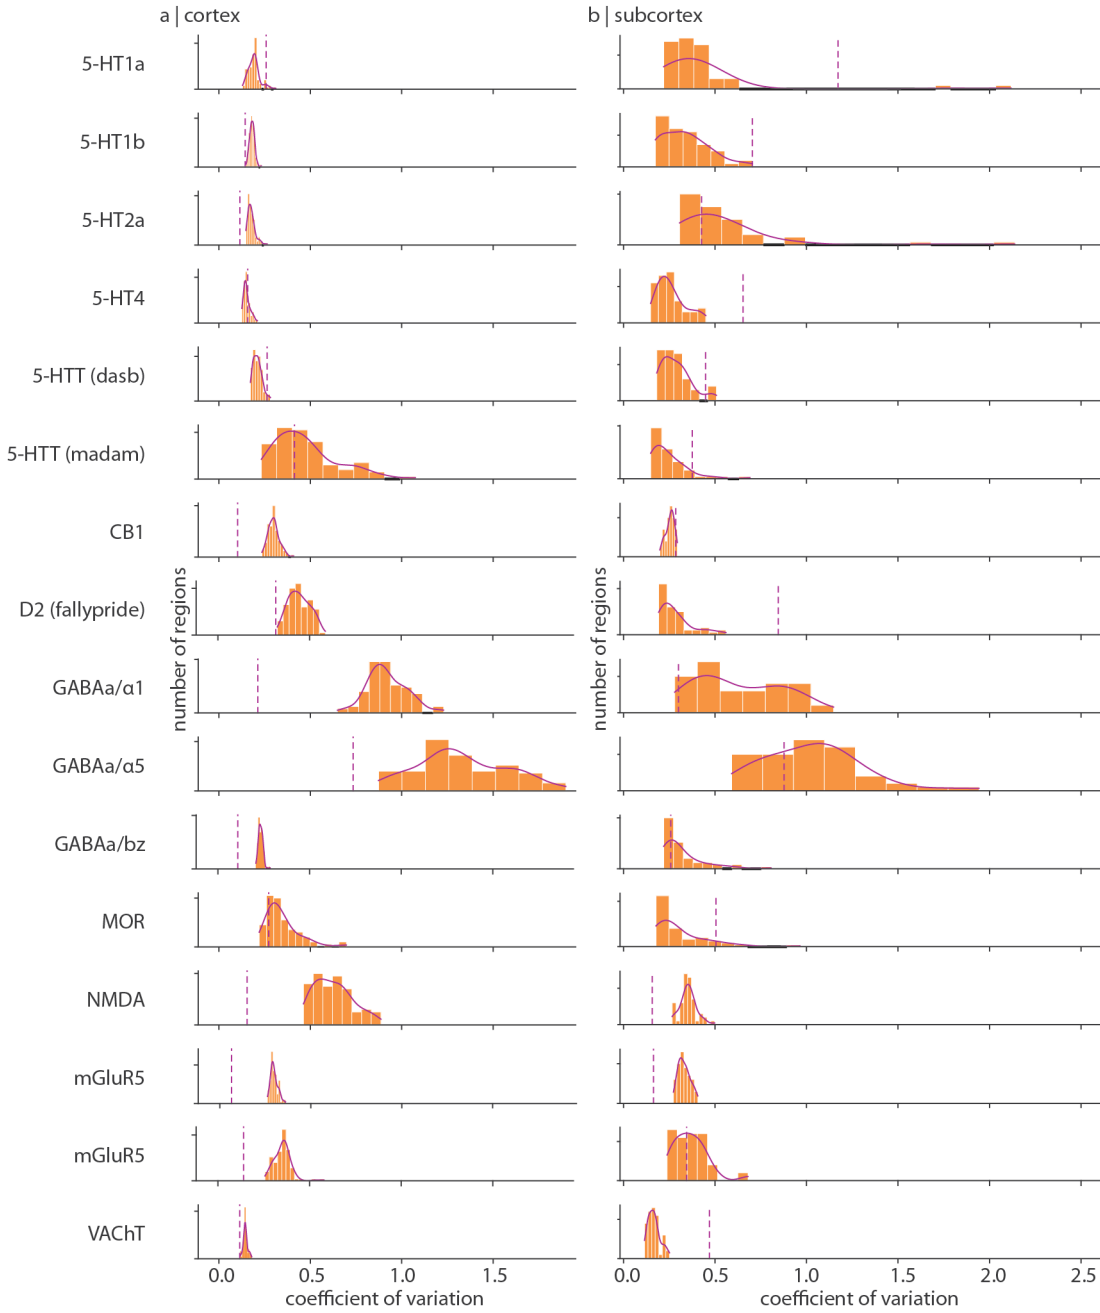 a | cortex
b | subcortex
5-HT1a
5-HT1b
5-HT2a
5-HT4
5-HTT (dasb)
5-HTT (madam)
CB1
D2 (fallypride)
GABAa/α1
GABAa/α5
GABAa/bz
MOR
NMDA
mGluR5
mGluR5
VAChT
number of regions
number of regions
0.0 0.5 1.0 1.5
0.0 0.5 1.0 1.5 2.0 2.5
coefficient of variation
coefficient of variation